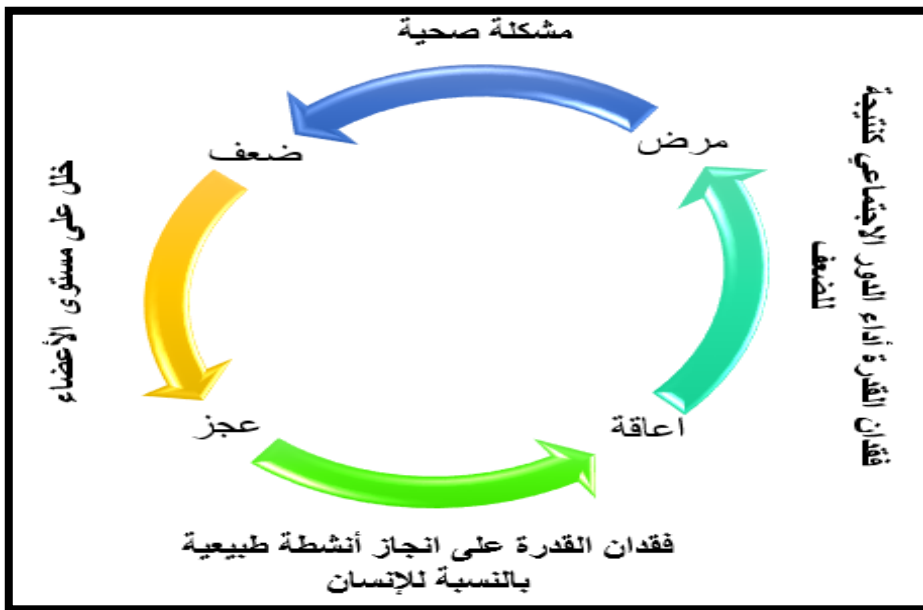 مشكلة صحية
مرض
ضعف
فقدان القدرة أداء الدور الاجتماعي كنتيجة
للضعف
خلل على مستوى الأعضاء
اعاقة
عجز
فقدان القدرة على انجاز أنشطة طبيعية
بالنسبة للإنسان